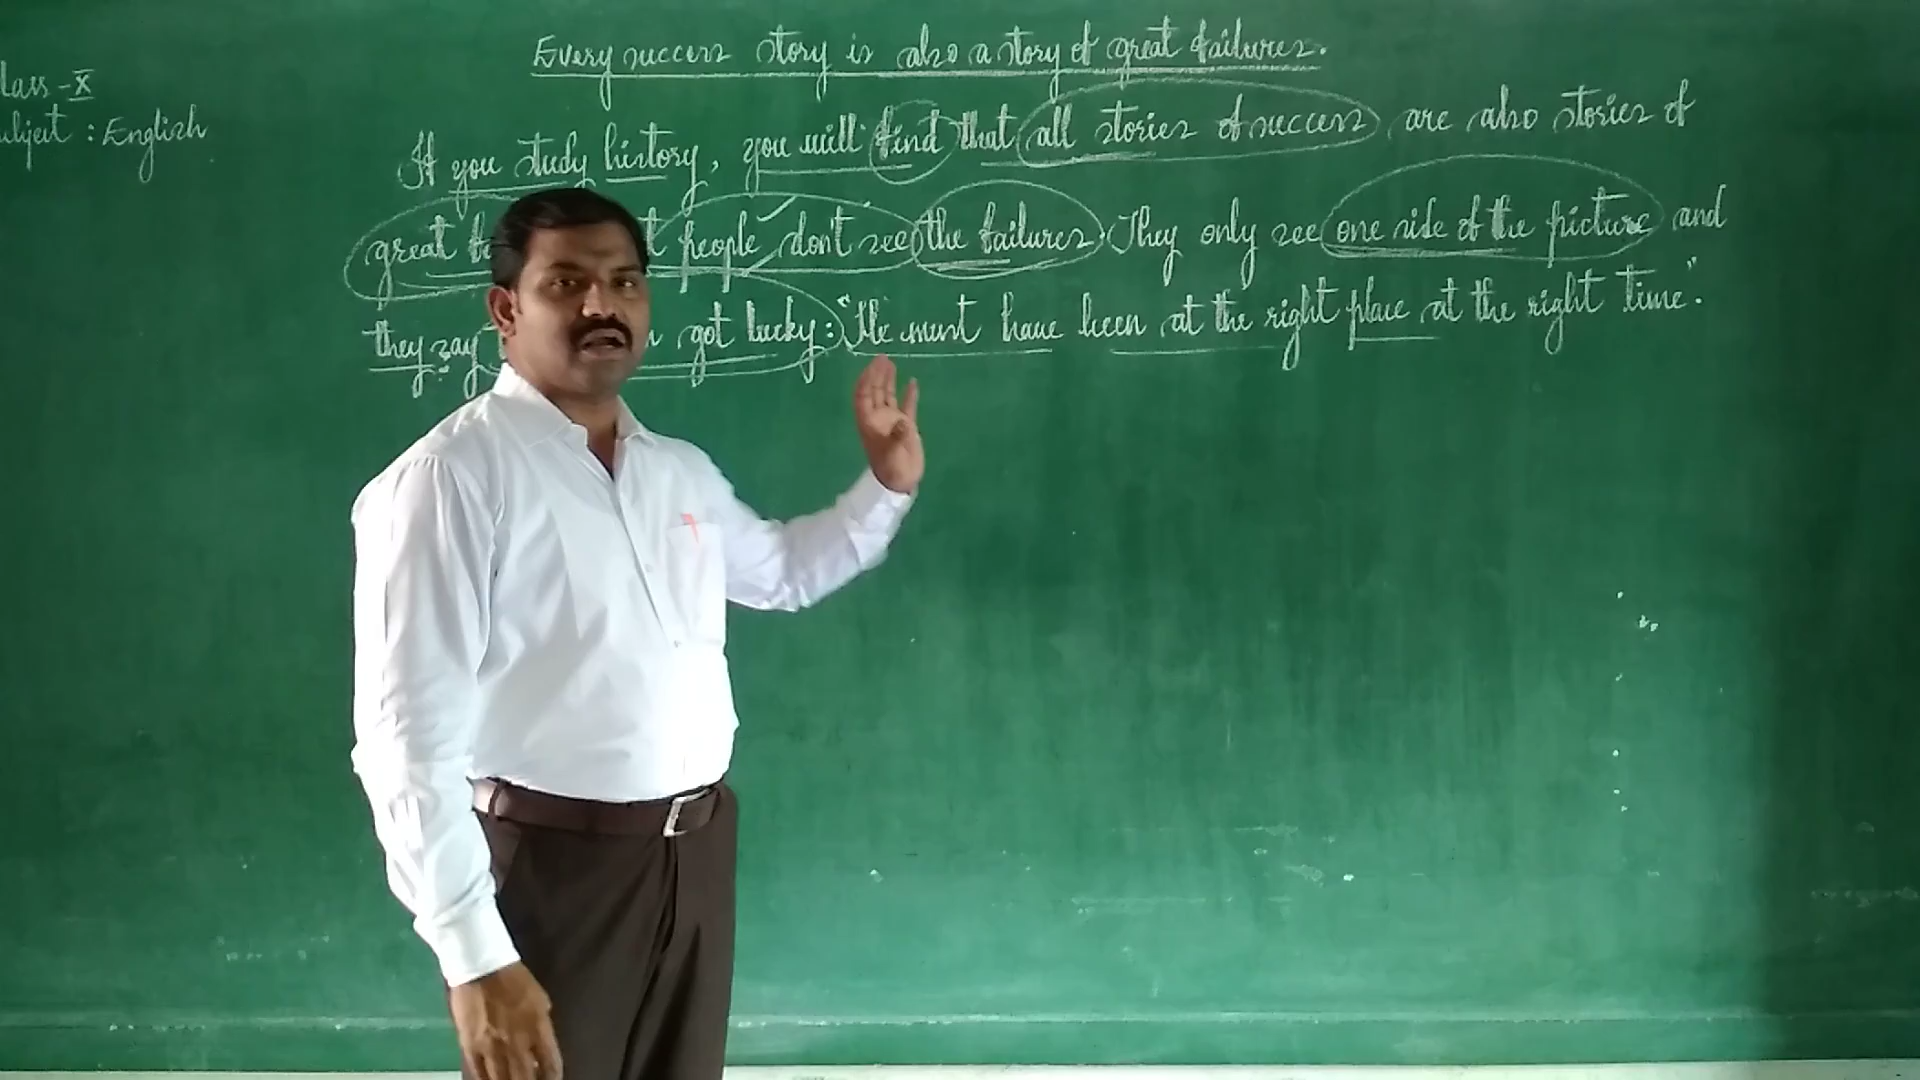 Every success story is also a story of great failures.
lass - X
ubject : English
If you study history, you will find that all stories of success are also stories of
great people don't see the failures. They only see one side of the picture and
they say got lucky: "He must have been at the right place at the right time".